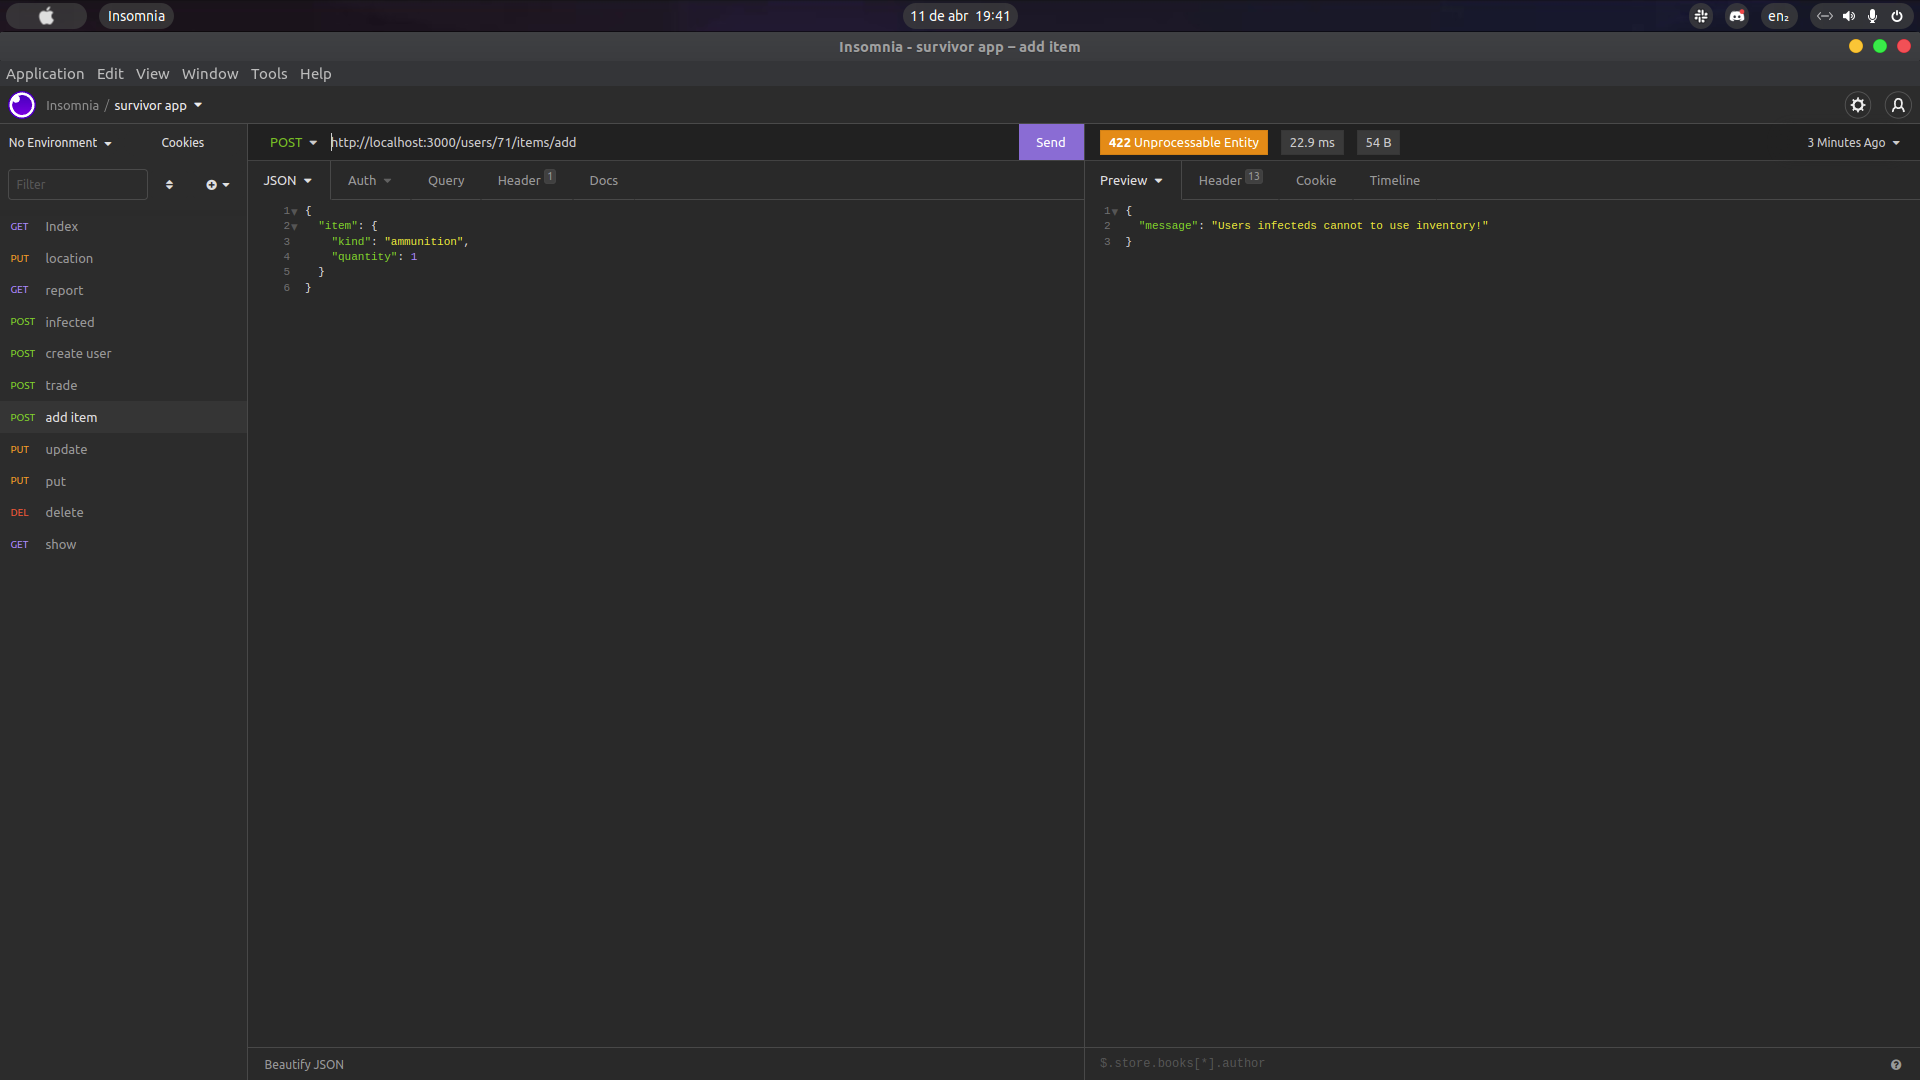 Insomnia
11 de abr 19:41
en₂
Insomnia - survivor app – add item
Application Edit View Window Tools Help
Insomnia / survivor app
No Environment Cookies
POST http://localhost:3000/users/71/items/add Send
422 Unprocessable Entity 22.9 ms 54 B 3 Minutes Ago
Filter
JSON Auth Query Header 1 Docs
Preview Header 13 Cookie Timeline
GET Index
PUT location
GET report
POST infected
POST create user
POST trade
POST add item
PUT update
PUT put
DEL delete
GET show
1 {
2 "item": {
3 "kind": "ammunition",
4 "quantity": 1
5 }
6 }
1 {
2 "message": "Users infecteds cannot to use inventory!"
3 }
Beautify JSON
$.store.books[*].author